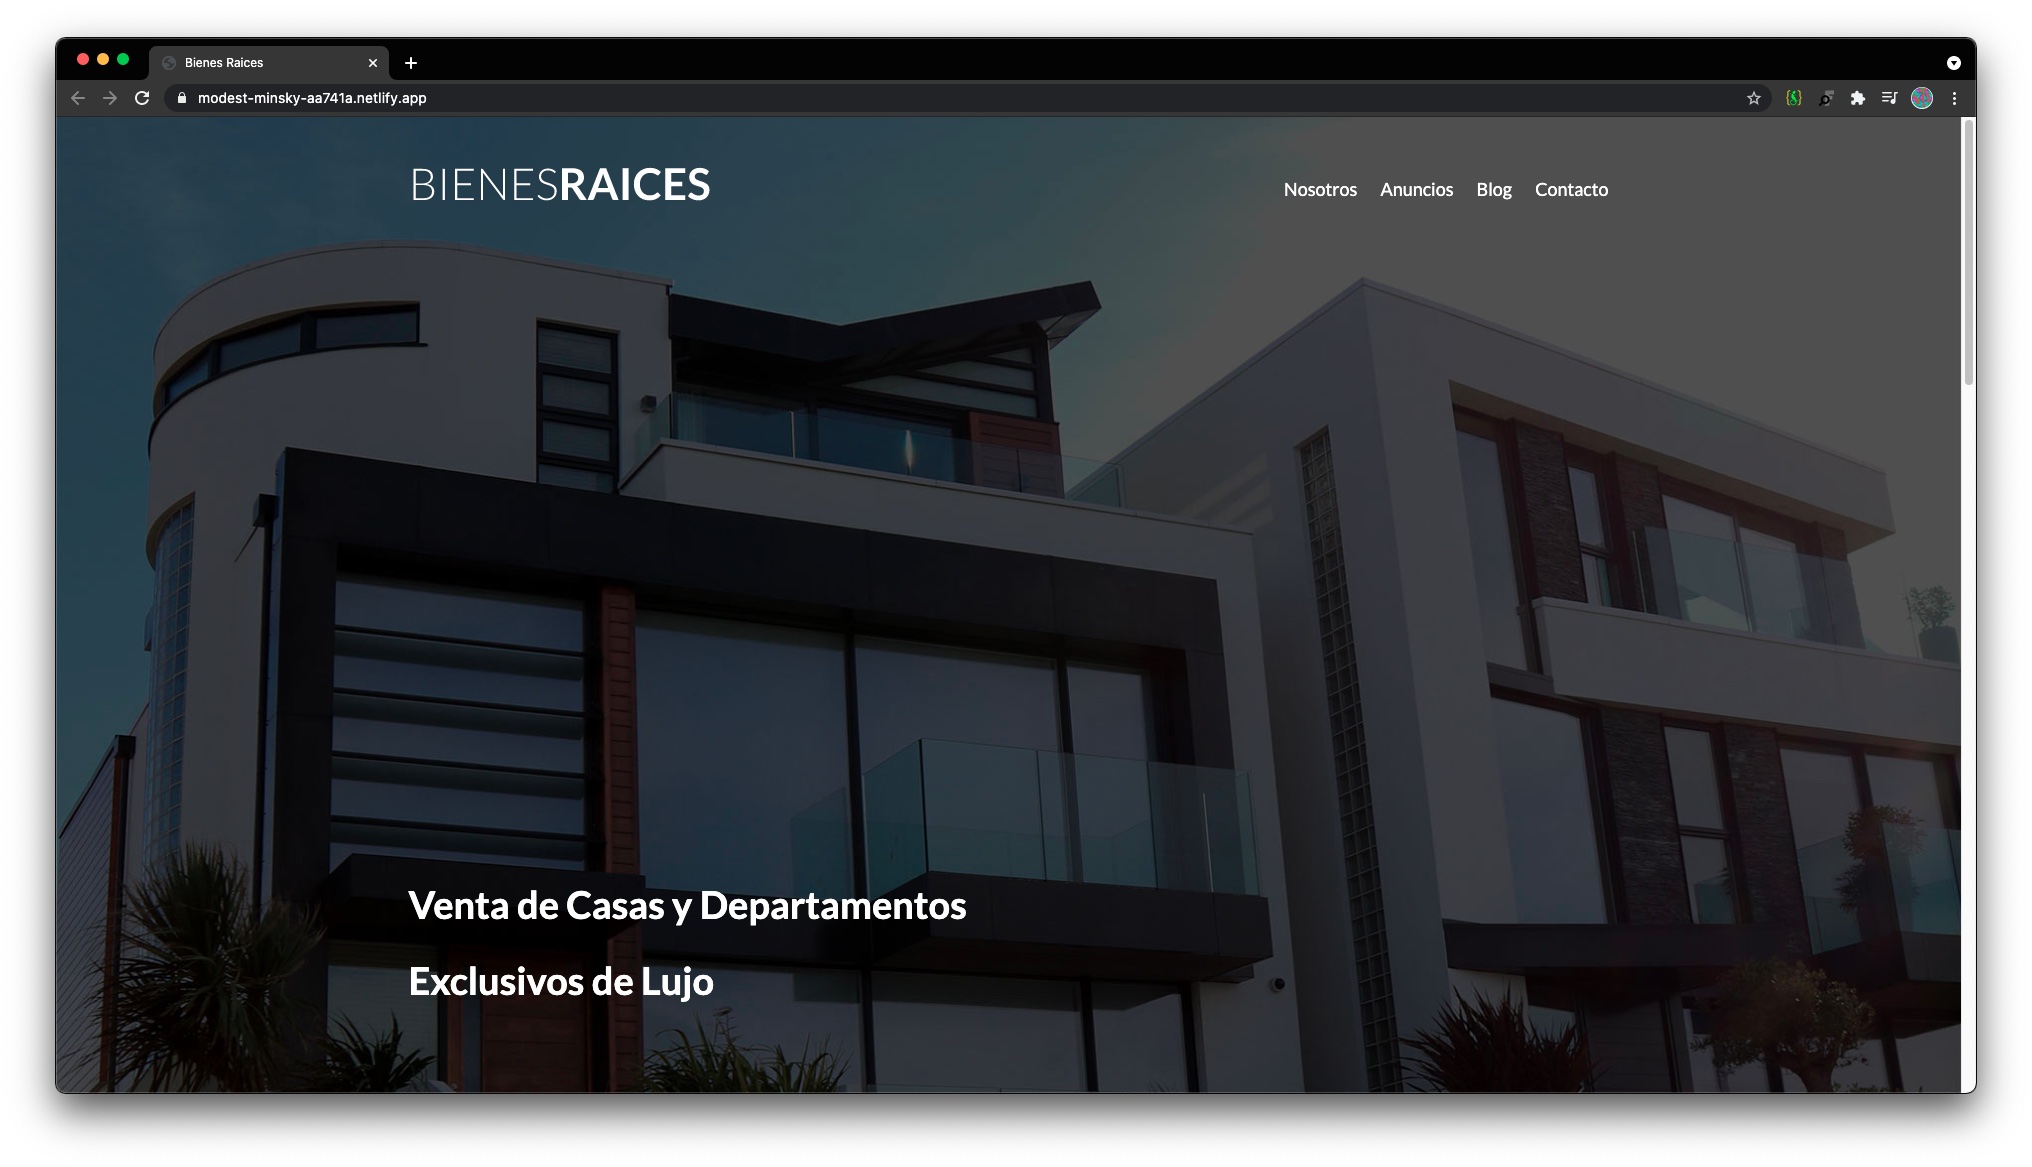 Bienes Raices
modest-minsky-aa741a.netlify.app
BIENESRAICES
Nosotros Anuncios Blog Contacto
Venta de Casas y Departamentos
Exclusivos de Lujo